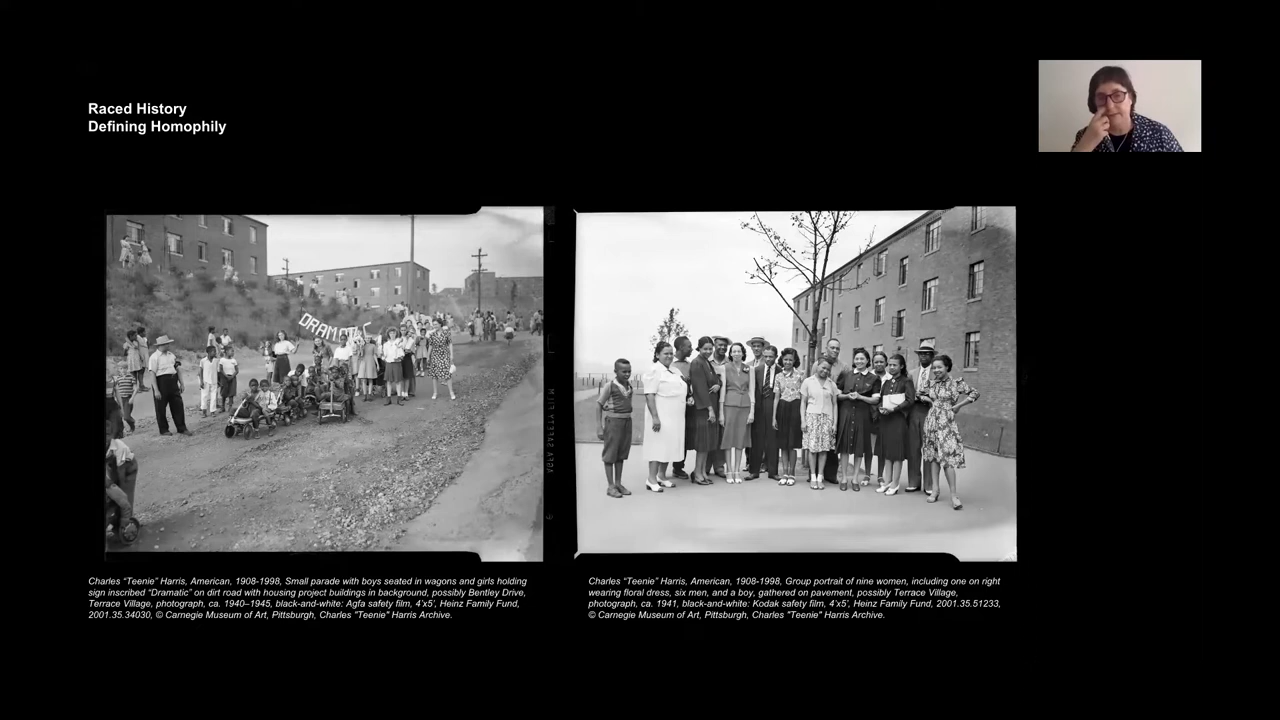 Raced History
Defining Homophily
DRAMATIC
Charles “Teenie” Harris, American, 1908-1998, Small parade with boys seated in wagons and girls holding
sign inscribed “Dramatic” on dirt road with housing project buildings in background, possibly Bentley Drive,
Terrace Village, photograph, ca. 1940–1945, black-and-white: Agfa safety film, 4'x5', Heinz Family Fund,
2001.35.34030, © Carnegie Museum of Art, Pittsburgh, Charles "Teenie" Harris Archive.
Charles “Teenie” Harris, American, 1908-1998, Group portrait of nine women, including one on right
wearing floral dress, six men, and a boy, gathered on pavement, possibly Terrace Village,
photograph, ca. 1941, black-and-white: Kodak safety film, 4'x5', Heinz Family Fund, 2001.35.51233,
© Carnegie Museum of Art, Pittsburgh, Charles "Teenie" Harris Archive.